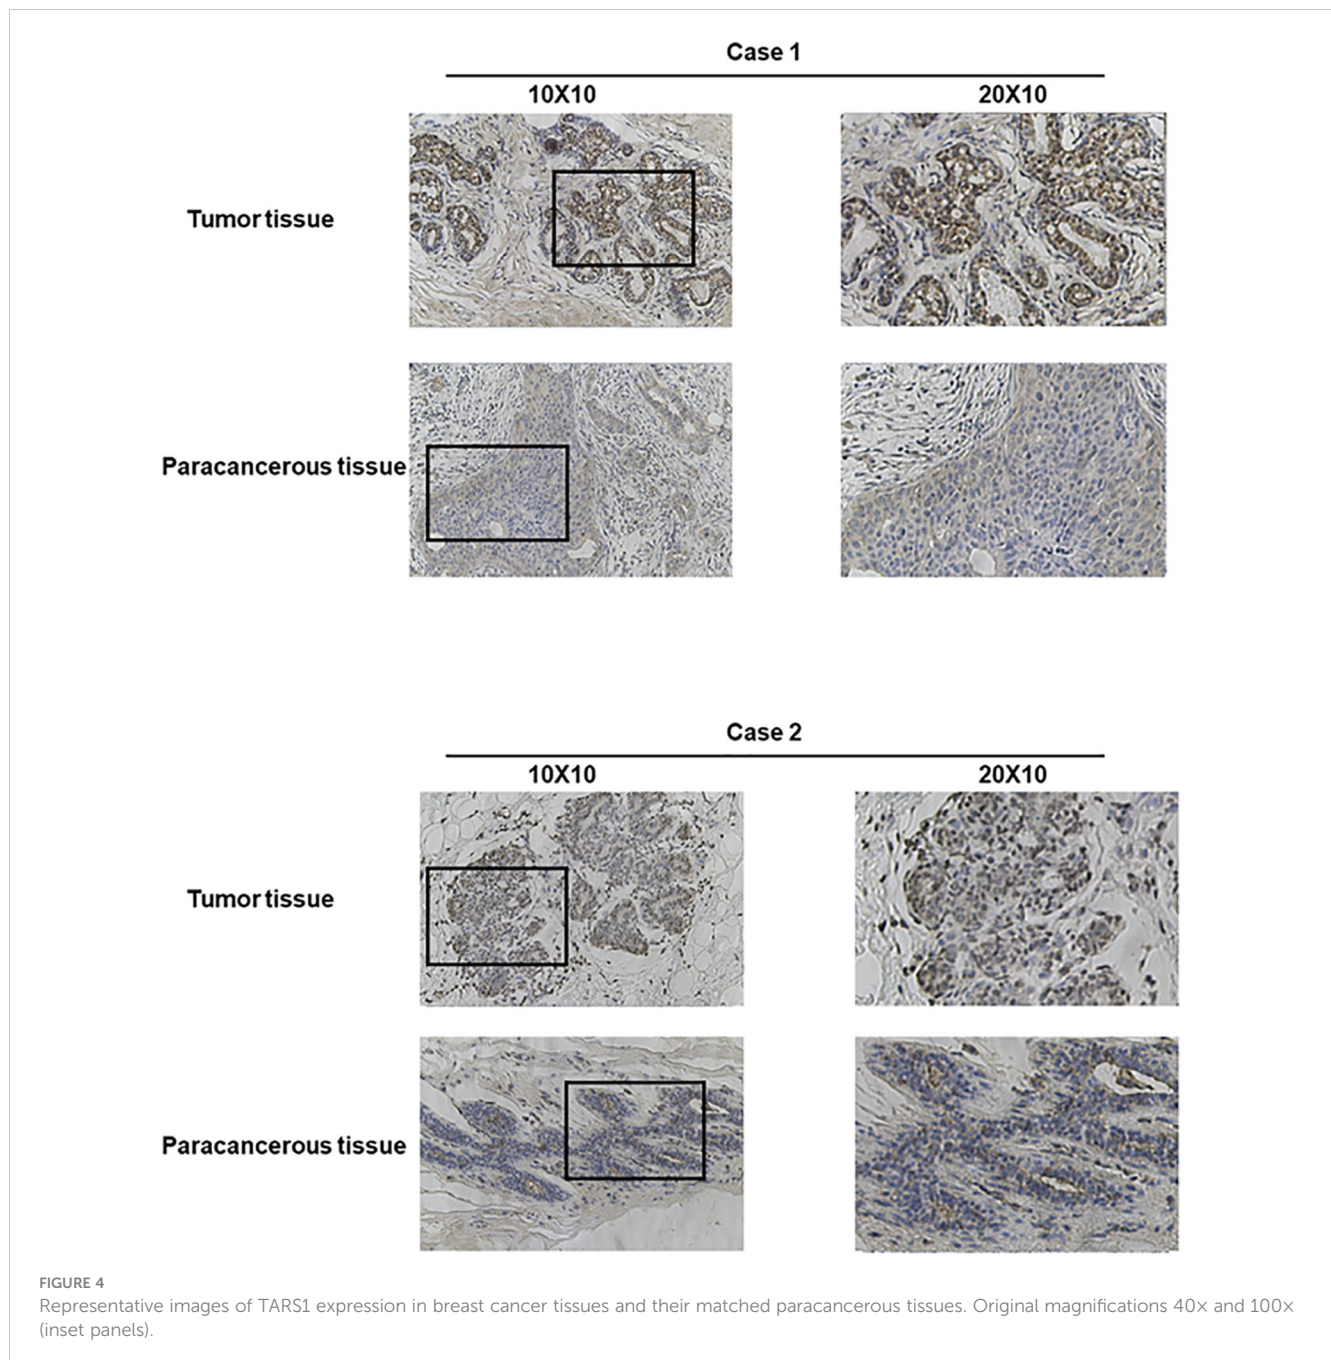 Case 1
10X10 20X10
Tumor tissue
Paracancerous tissue
Case 2
10X10 20X10
Tumor tissue
Paracancerous tissue
FIGURE 4
Representative images of TARS1 expression in breast cancer tissues and their matched paracancerous tissues. Original magnifications 40× and 100×
(inset panels).